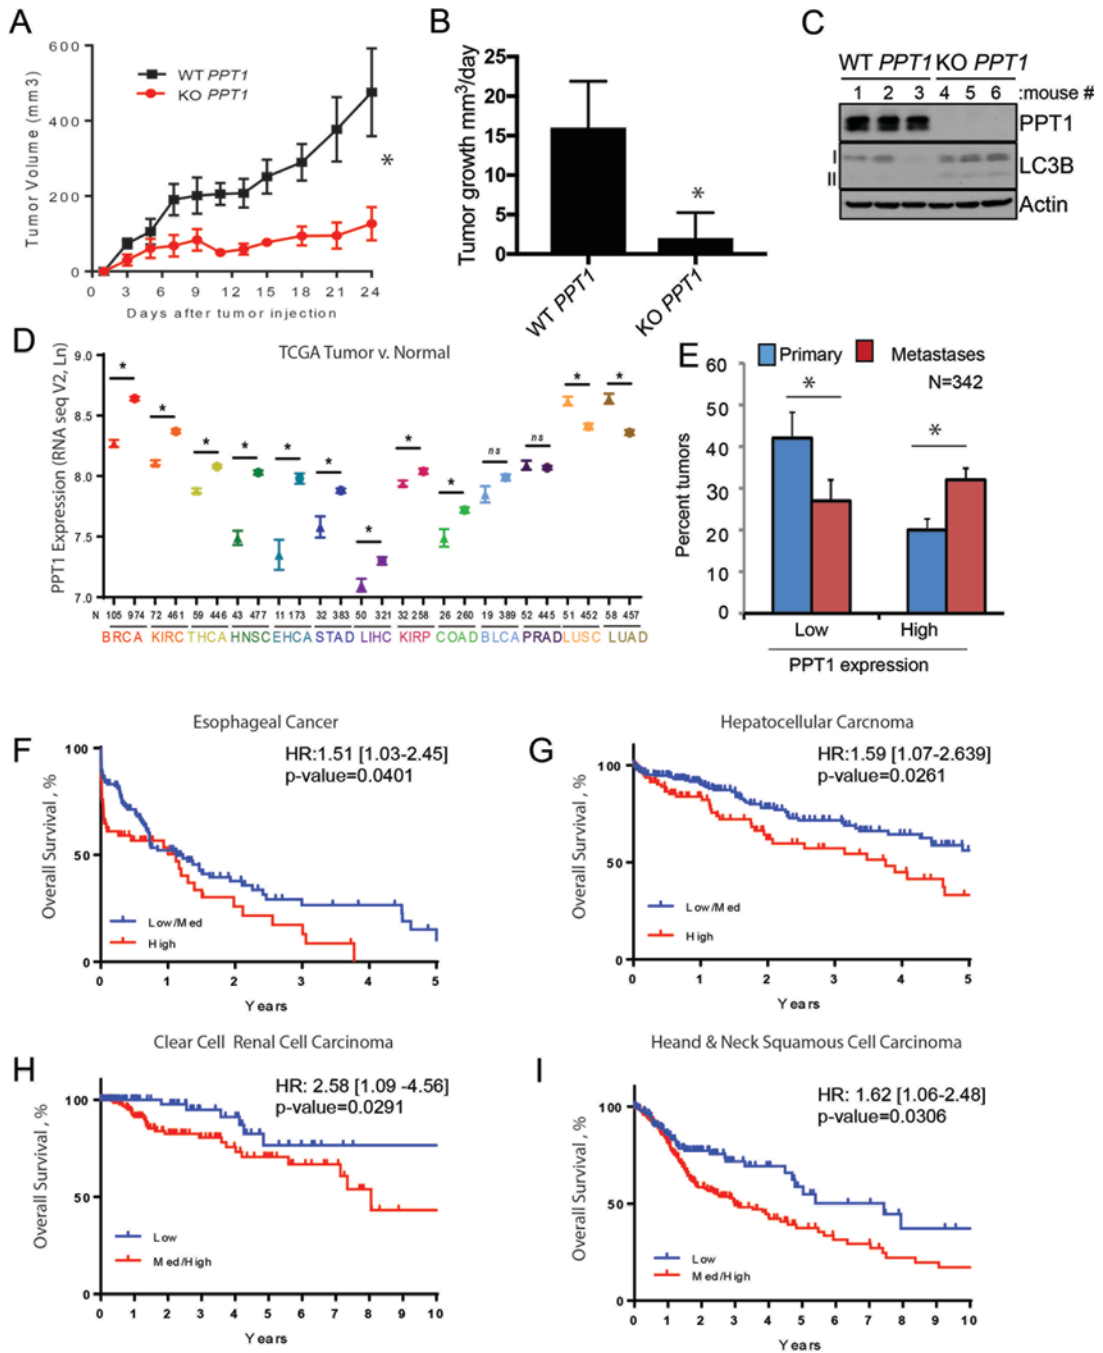 A
600
400
200
0
Tumor Volume (mm3)
WT PPT1
KO PPT1
*
0 3 6 9 12 15 18 21 24
Days after tumor injection
B
25
20
15
10
5
0
Tumor growth mm3/day
*
WT PPT1
KO PPT1
C
WT PPT1 KO PPT1
1 2 3 4 5 6 :mouse #
PPT1
I
II
LC3B
Actin
D
TCGA Tumor v. Normal
PPT1 Expression (RNA seq V2, Ln)
9.0
8.5
8.0
7.5
7.0
* * * * * * * * * ns ns * *
N 105 974 72 461 59 446 43 477 11 173 32 383 50 321 32 258 26 260 19 389 52 445 51 452 58 457
BRCA KIRC THCA HNSC EHCA STAD LIHC KIRP COAD BLCA PRAD LUSC LUAD
E
Primary Metastases
N=342
Percent tumors
60
50
40
30
20
10
0
* *
Low High
PPT1 expression
Esophageal Cancer
F
HR:1.51 [1.03-2.45]
p-value=0.0401
Overall Survival, %
100
50
0
Low/Med
High
0 1 2 3 4 5
Years
Hepatocellular Carcnoma
G
HR:1.59 [1.07-2.639]
p-value=0.0261
Overall Survival, %
100
50
0
Low/Med
High
0 1 2 3 4 5
Years
Clear Cell Renal Cell Carcinoma
H
HR: 2.58 [1.09 -4.56]
p-value=0.0291
Overall Survival, %
100
50
0
Low
Med/High
0 1 2 3 4 5 6 7 8 9 10
Years
Heand & Neck Squamous Cell Carcinoma
I
HR: 1.62 [1.06-2.48]
p-value=0.0306
Overall Survival, %
100
50
0
Low
Med/High
0 1 2 3 4 5 6 7 8 9 10
Years